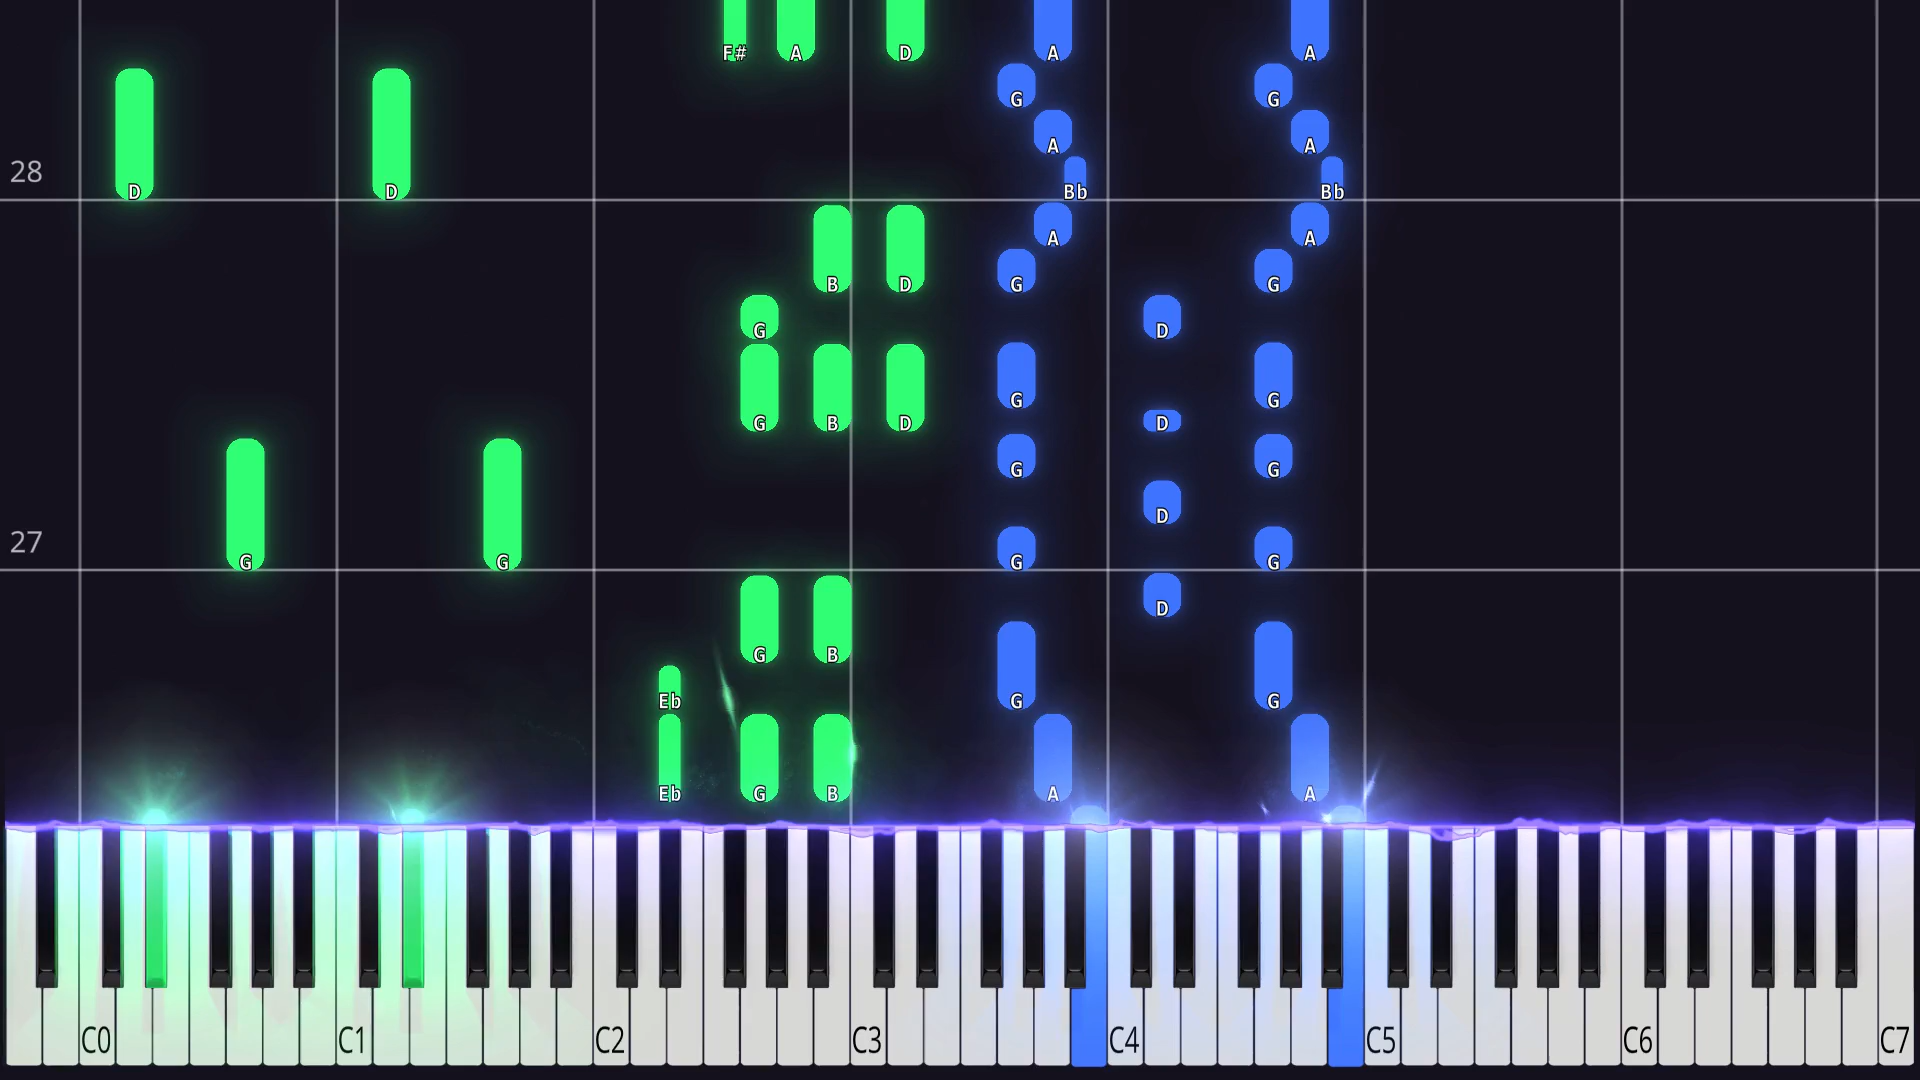 F# A D A A
G G
A A
28 D D Bb Bb
A A
B D G G
G D
G G
G B D D
G G
D
27 G G G G
D
G B
Eb G G
Eb G B A A
C0 C1 C2 C3 C4 C5 C6 C7